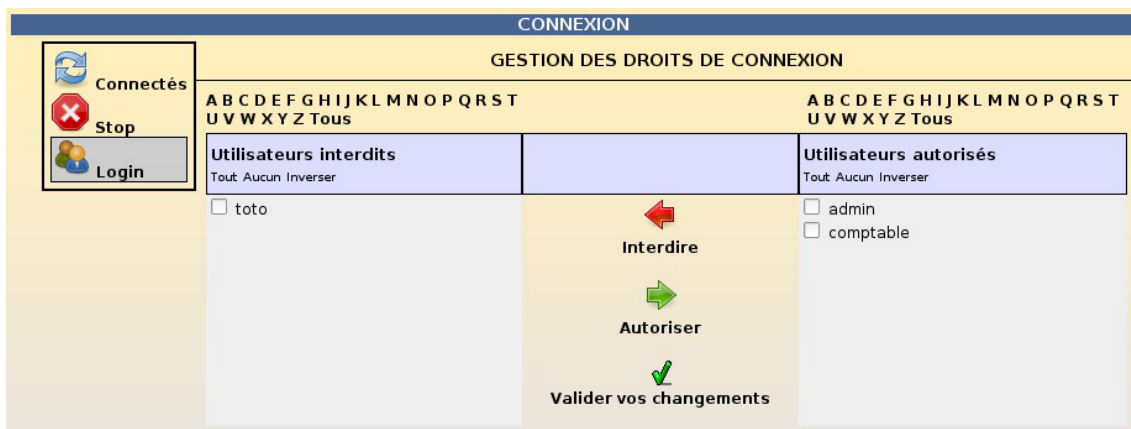 CONNEXION
Connectés
Stop
Login
GESTION DES DROITS DE CONNEXION
A B C D E F G H I J K L M N O P Q R S T
U V W X Y Z Tous
A B C D E F G H I J K L M N O P Q R S T
U V W X Y Z Tous
Utilisateurs interdits
Tout Aucun Inverser
Utilisateurs autorisés
Tout Aucun Inverser
toto
Interdire
Autoriser
Valider vos changements
admin
comptable